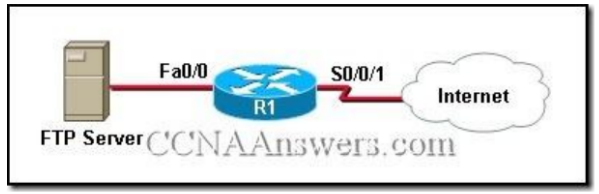 Fa0/0
S0/0/1
R1
Internet
FTP Server
CCNAAnswers.com